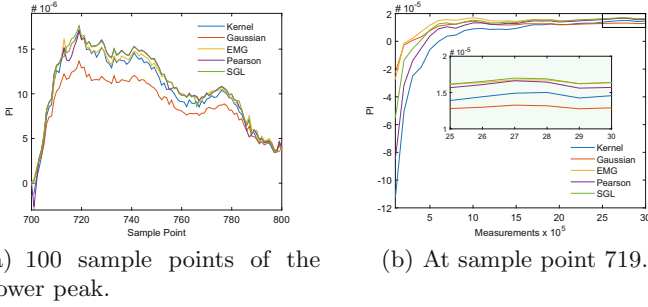 # 10^-6
15
10
5
0
PI
700
720
740
760
780
800
Sample Point
Kernel
Gaussian
EMG
Pearson
SGL
# 10^-5
2
0
-2
-4
-6
-8
-10
-12
PI
5
10
15
20
25
30
Measurements x 10^5
# 10^-5
2
1.5
1
25
26
27
28
29
30
Kernel
Gaussian
EMG
Pearson
SGL
) 100 sample points of the
ower peak.
(b) At sample point 719.